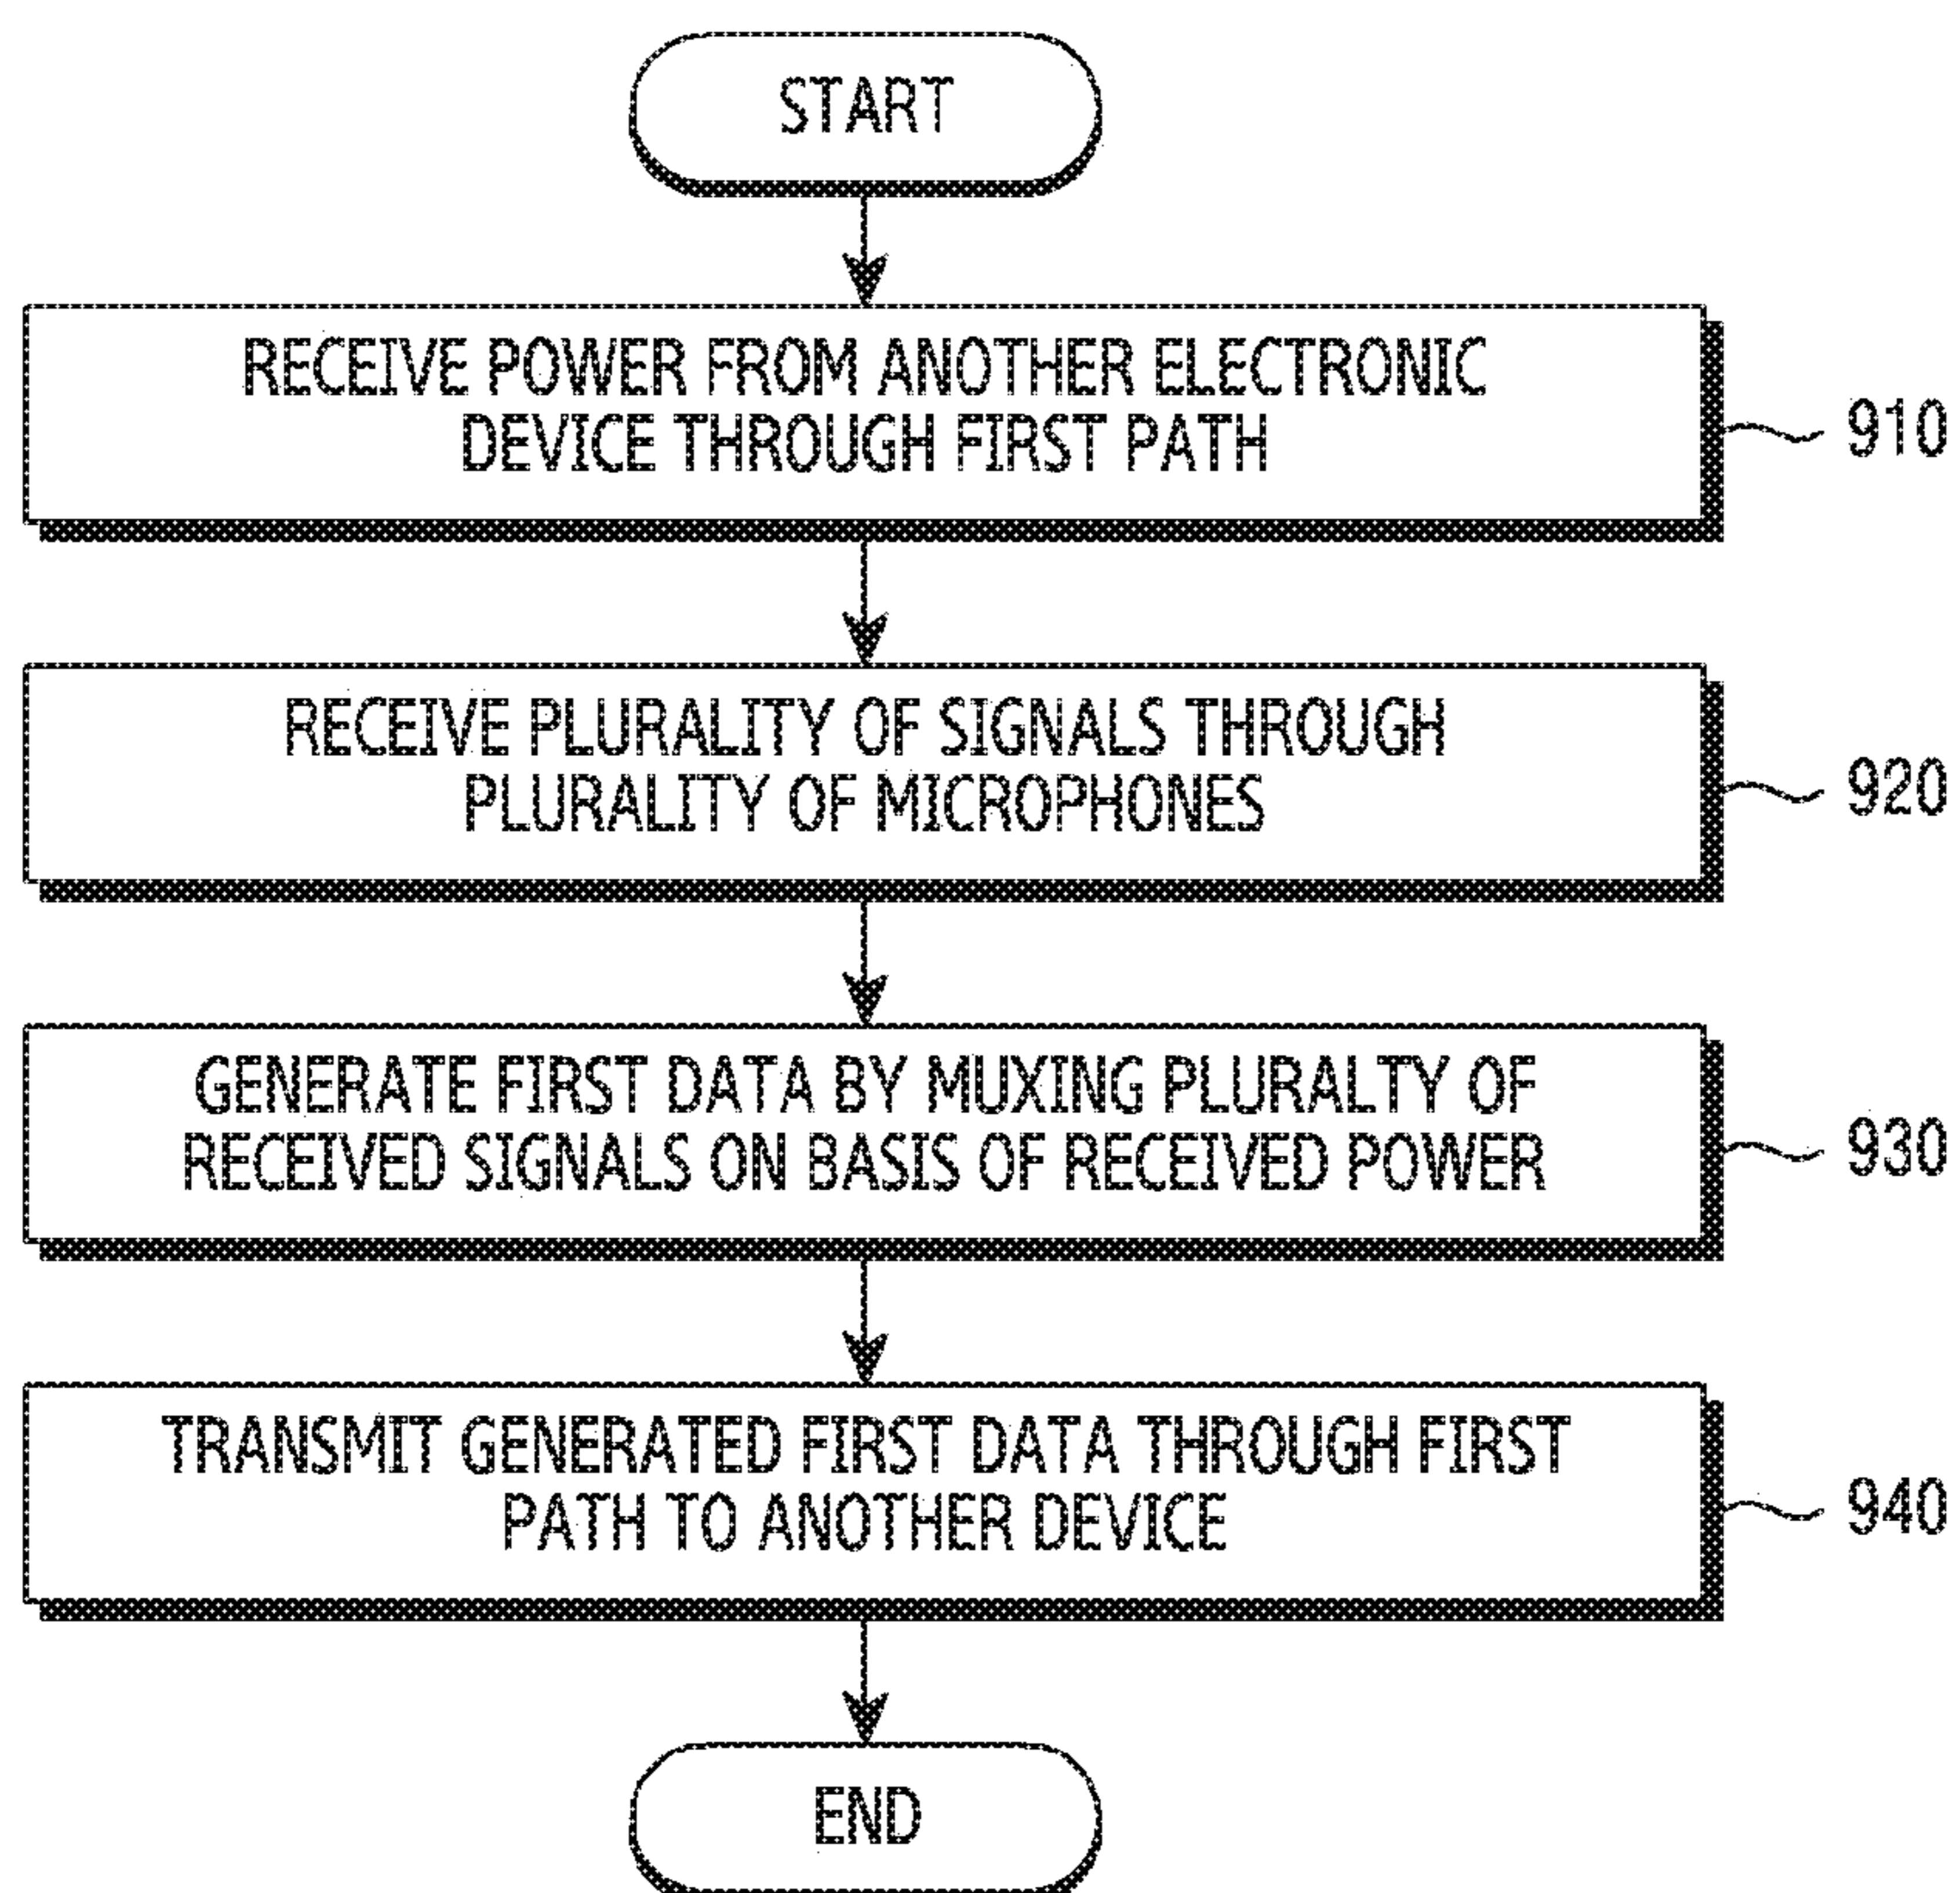 START
RECEIVE POWER FROM ANOTHER ELECTRONIC
DEVICE THROUGH FIRST PATH
910
RECEIVE PLURALITY OF SIGNALS THROUGH
PLURALITY OF MICROPHONES
920
GENERATE FIRST DATA BY MUXING PLURALTY OF
RECEIVED SIGNALS ON BASIS OF RECEIVED POWER
930
TRANSMIT GENERATED FIRST DATA THROUGH FIRST
PATH TO ANOTHER DEVICE
940
END